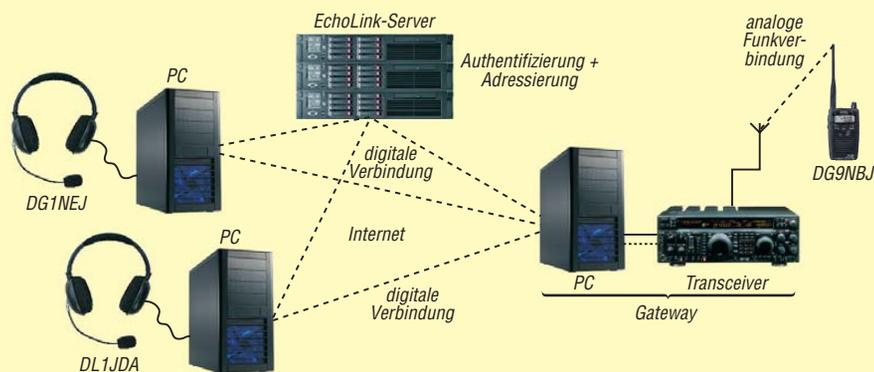 EchoLink-Server
Authentifizierung +
Adressierung
analoge
Funkver-
bindung
PC
digitale
Verbindung
DG1NEJ
DG9NBJ
PC
Internet
digitale
Verbindung
PC
Transceiver
Gateway
DL1JDA